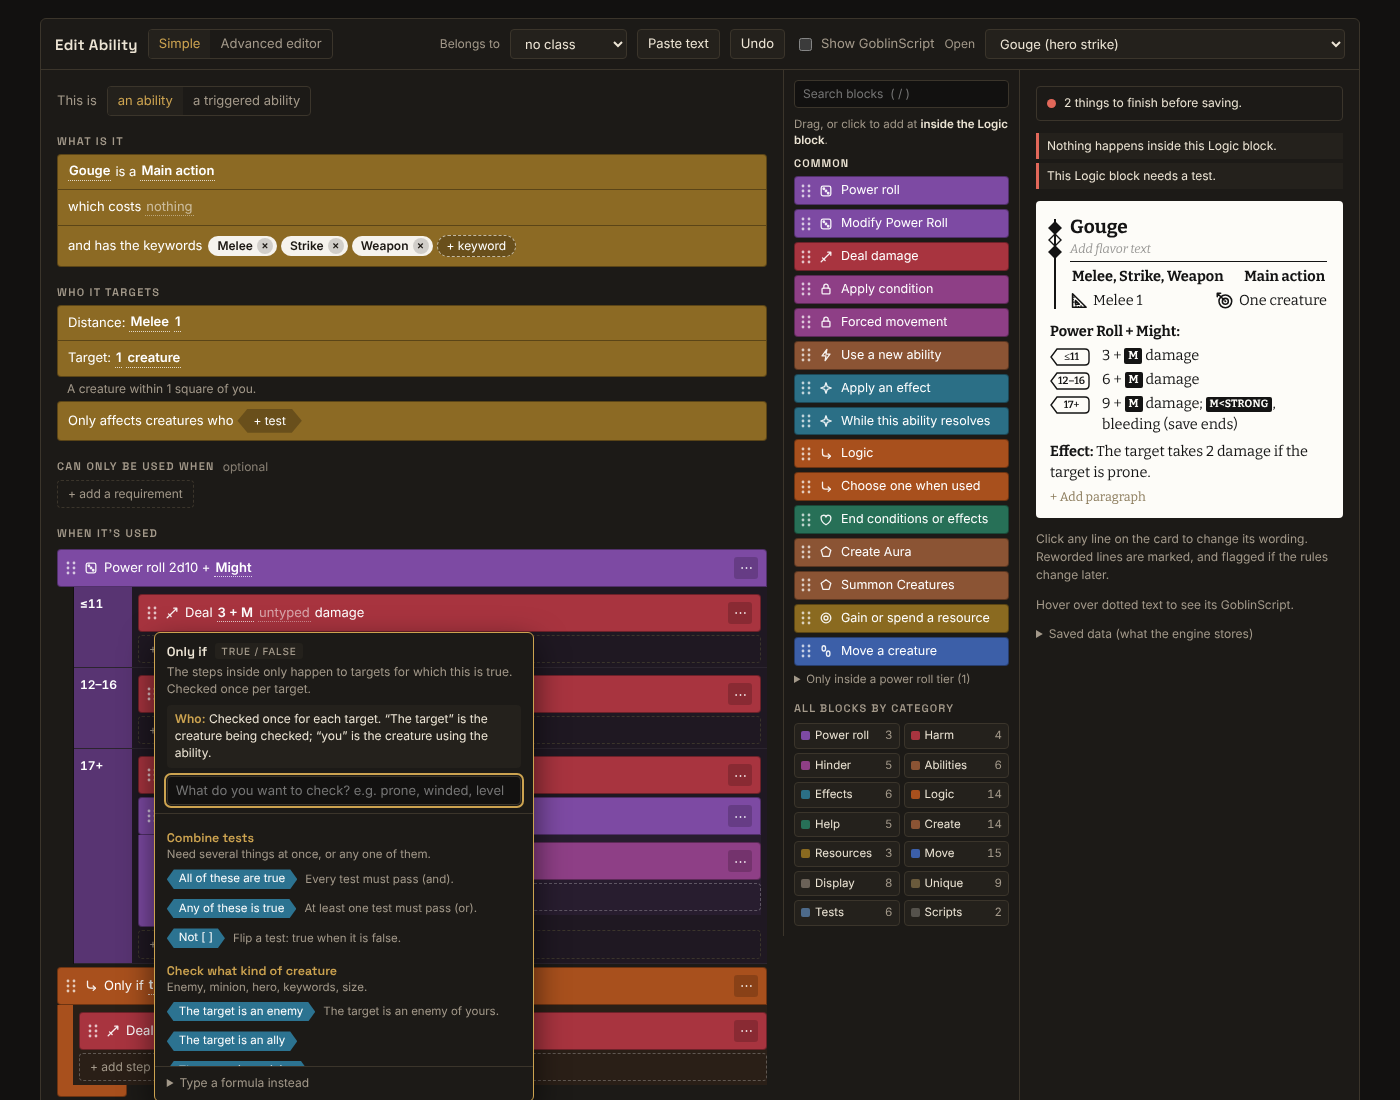 Edit Ability
Simple
Advanced editor
Belongs to
no class
Paste text
Undo
Show GoblinScript
Open
Gouge (hero strike)
This is
an ability
a triggered ability
WHAT IS IT
Gouge is a Main action
which costs nothing
and has the keywords Melee × Strike × Weapon × + keyword
WHO IT TARGETS
Distance: Melee 1
Target: 1 creature
A creature within 1 square of you.
Only affects creatures who + test
CAN ONLY BE USED WHEN optional
+ add a requirement
WHEN IT'S USED
Power roll 2d10 + Might
≤11
Deal 3 + M untyped damage
12–16
17+
Only if
Deal
+ add step
Only if TRUE / FALSE
The steps inside only happen to targets for which this is true.
Checked once per target.
Who: Checked once for each target. “The target” is the
creature being checked; “you” is the creature using the
ability.
What do you want to check? e.g. prone, winded, level
Combine tests
Need several things at once, or any one of them.
All of these are true Every test must pass (and).
Any of these is true At least one test must pass (or).
Not [ ] Flip a test: true when it is false.
Check what kind of creature
Enemy, minion, hero, keywords, size.
The target is an enemy The target is an enemy of yours.
The target is an ally
Type a formula instead
Search blocks ( / )
Drag, or click to add at inside the Logic
block.
COMMON
Power roll
Modify Power Roll
Deal damage
Apply condition
Forced movement
Use a new ability
Apply an effect
While this ability resolves
Logic
Choose one when used
End conditions or effects
Create Aura
Summon Creatures
Gain or spend a resource
Move a creature
Only inside a power roll tier (1)
ALL BLOCKS BY CATEGORY
Power roll 3
Harm 4
Hinder 5
Abilities 6
Effects 6
Logic 14
Help 5
Create 14
Resources 3
Move 15
Display 8
Unique 9
Tests 6
Scripts 2
2 things to finish before saving.
Nothing happens inside this Logic block.
This Logic block needs a test.
Gouge
Add flavor text
Melee, Strike, Weapon Main action
Melee 1 One creature
Power Roll + Might:
≤11 3 + M damage
12–16 6 + M damage
17+ 9 + M damage; M<STRONG,
bleeding (save ends)
Effect: The target takes 2 damage if the
target is prone.
+ Add paragraph
Click any line on the card to change its wording.
Reworded lines are marked, and flagged if the rules
change later.
Hover over dotted text to see its GoblinScript.
Saved data (what the engine stores)